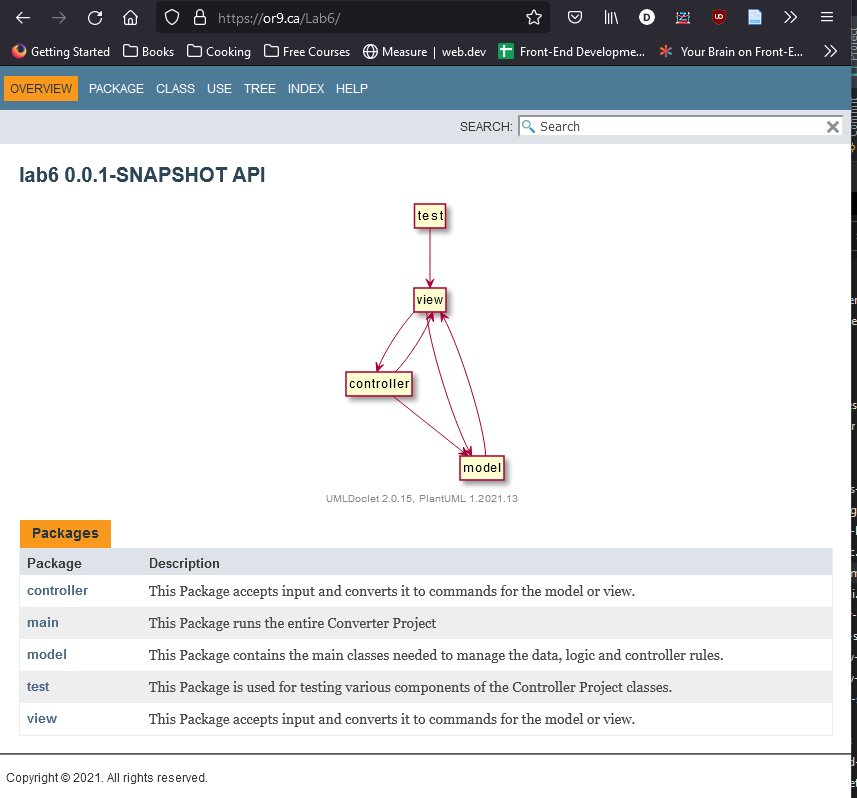 https://or9.ca/Lab6/
Getting Started Books Cooking Free Courses Measure | web.dev Front-End Developme... Your Brain on Front-E...
OVERVIEW PACKAGE CLASS USE TREE INDEX HELP
SEARCH: Search
lab6 0.0.1-SNAPSHOT API
test
view
controller
model
UMLDoclet 2.0.15, PlantUML 1.2021.13
Packages
Package Description
controller This Package accepts input and converts it to commands for the model or view.
main This Package runs the entire Converter Project
model This Package contains the main classes needed to manage the data, logic and controller rules.
test This Package is used for testing various components of the Controller Project classes.
view This Package accepts input and converts it to commands for the model or view.
Copyright © 2021. All rights reserved.